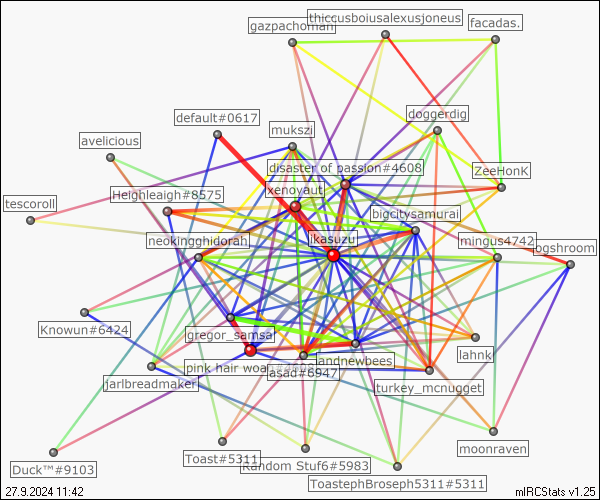 thiccusboiusalexusjoneus
gazpachoman
facadas.
default#0617
doggerdig
mukszi
avelicious
disaster of passion#4608
ZeeHonK
xenoyaut
Heighleaigh#8575
tescoroll
bigcitysamurai
ikasuzu
neokingghidorah
mingus4742
ogshroom
Knowun#6424
gregor_samsa
lahnk
landnewbees
pink hair woa
asad#6947
jarlbreadmaker
turkey_mcnugget
moonraven
Toast#5311
Random Stuf6#5983
Duck™#9103
ToastephBroseph5311#5311
27.9.2024 11:42
mIRCStats v1.25